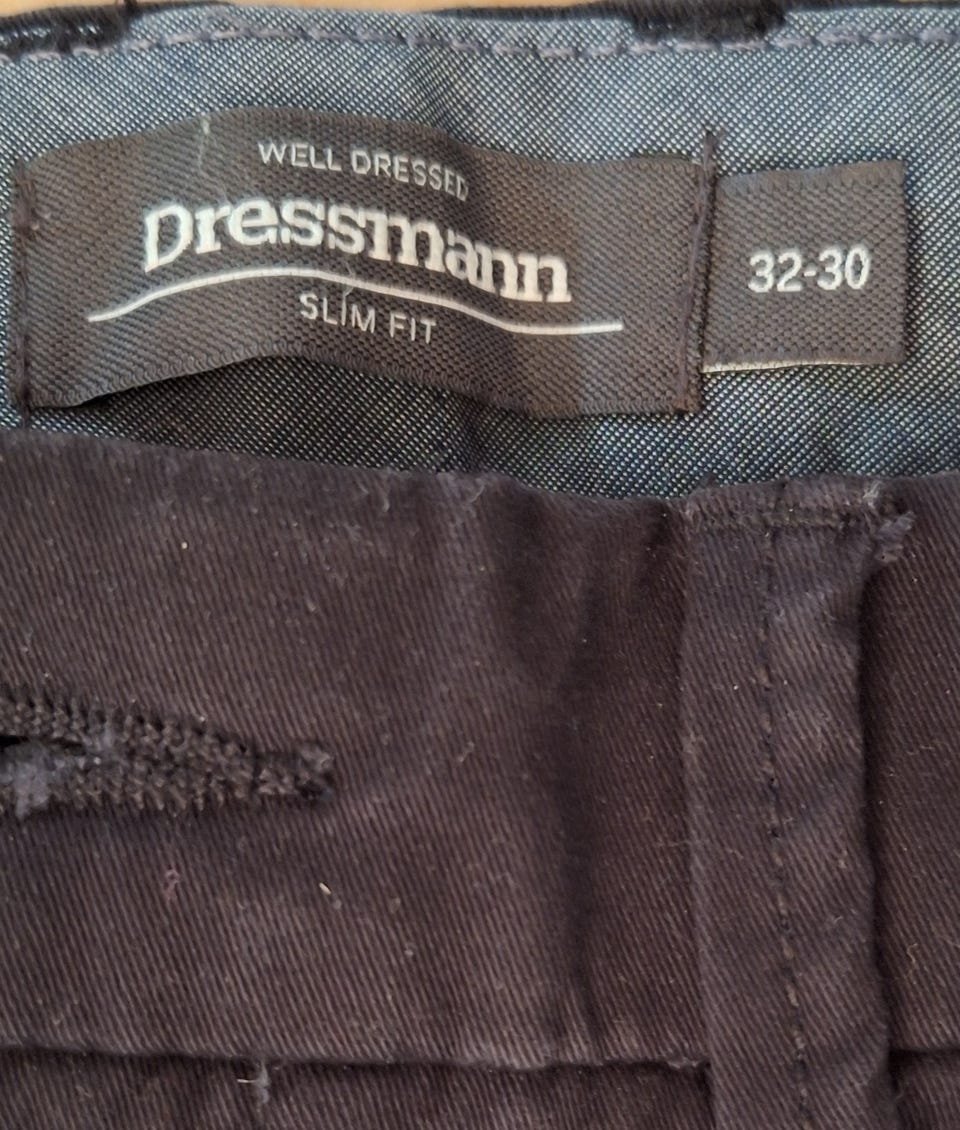 WELL DRESSED
Dressmann
SLIM FIT
32-30